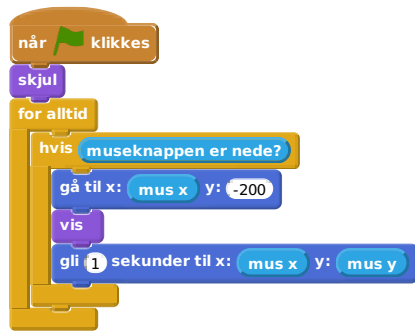 når klikkes
skjul
for alltid
hvis museknappen er nede?
gå til x: mus x y: -200
vis
gli 1 sekunder til x: mus x y: mus y